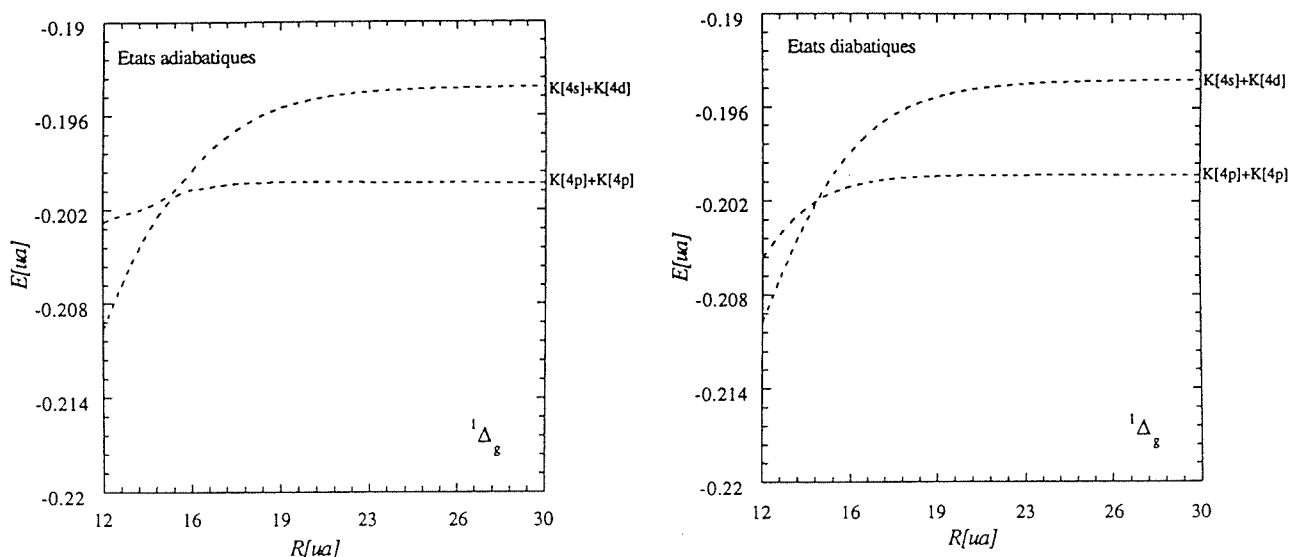 -0.19
Etats adiabatiques
K[4s]+K[4d]
-0.196
K[4p]+K[4p]
-0.202
E[ua]
-0.208
-0.214
1Δg
-0.22
12 16 19 23 26 30
R[ua]
-0.19
Etats diabatiques
K[4s]+K[4d]
-0.196
K[4p]+K[4p]
-0.202
E[ua]
-0.208
-0.214
1Δg
-0.22
12 16 19 23 26 30
R[ua]